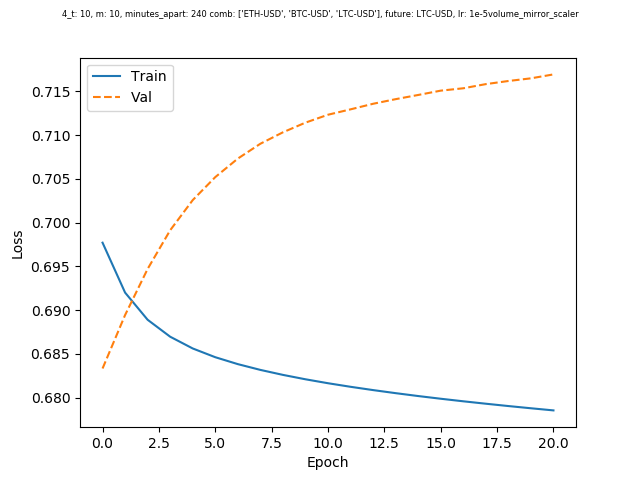 4_t: 10, m: 10, minutes_apart: 240 comb: ['ETH-USD', 'BTC-USD', 'LTC-USD'], future: LTC-USD, lr: 1e-5volume_mirror_scaler
Train
Val
0.715
0.710
0.705
0.700
0.695
0.690
0.685
0.680
Loss
0.0 2.5 5.0 7.5 10.0 12.5 15.0 17.5 20.0
Epoch